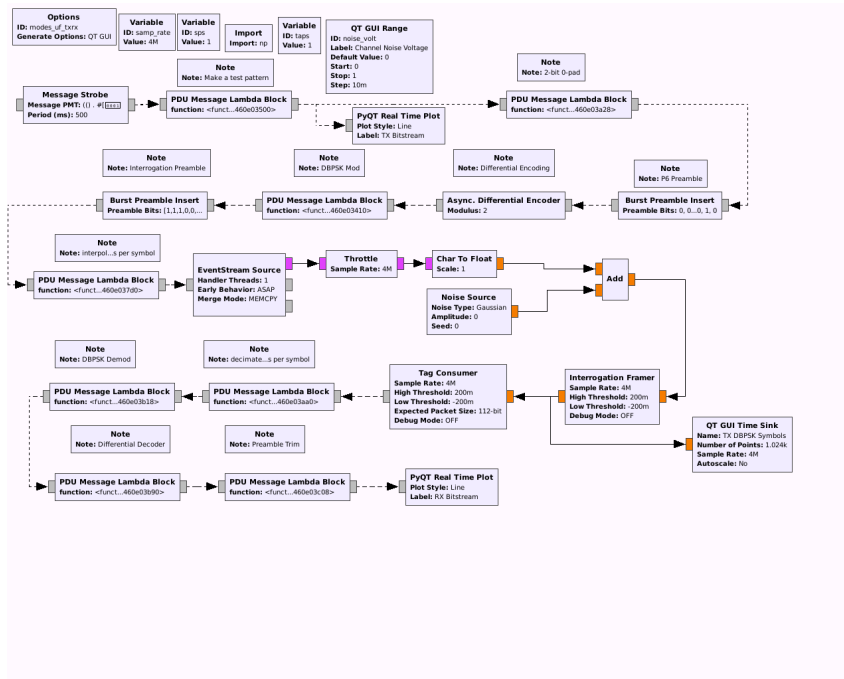 Options
ID: modes_uf_txrx
Generate Options: QT GUI
Variable
ID: samp_rate
Value: 4M
Variable
ID: sps
Value: 1
Import
Import: np
Variable
ID: taps
Value: 1
QT GUI Range
ID: noise_volt
Label: Channel Noise Voltage
Default Value: 0
Start: 0
Stop: 1
Step: 10m
Note
Note: Make a test pattern
Note
Note: 2-bit 0-pad
Message Strobe
Message PMT: (() . #[
Period (ms): 500
PDU Message Lambda Block
function: <funct...460e03500>
PyQT Real Time Plot
Plot Style: Line
Label: TX Bitstream
PDU Message Lambda Block
function: <funct...460e03a28>
Note
Note: Interrogation Preamble
Note
Note: DBPSK Mod
Note
Note: Differential Encoding
Note
Note: P6 Preamble
Burst Preamble Insert
Preamble Bits: [1,1,1,0,0,...
PDU Message Lambda Block
function: <funct...460e03410>
Async. Differential Encoder
Modulus: 2
Burst Preamble Insert
Preamble Bits: 0, 0...0, 1, 0
Note
Note: interpol...s per symbol
PDU Message Lambda Block
function: <funct...460e037d0>
EventStream Source
Handler Threads: 1
Early Behavior: ASAP
Merge Mode: MEMCPY
Throttle
Sample Rate: 4M
Char To Float
Scale: 1
Noise Source
Noise Type: Gaussian
Amplitude: 0
Seed: 0
Add
Note
Note: DBPSK Demod
Note
Note: decimate...s per symbol
PDU Message Lambda Block
function: <funct...460e03b18>
PDU Message Lambda Block
function: <funct...460e03aa0>
Tag Consumer
Sample Rate: 4M
High Threshold: 200m
Low Threshold: -200m
Expected Packet Size: 112-bit
Debug Mode: OFF
Interrogation Framer
Sample Rate: 4M
High Threshold: 200m
Low Threshold: -200m
Debug Mode: OFF
QT GUI Time Sink
Name: TX DBPSK Symbols
Number of Points: 1.024k
Sample Rate: 4M
Autoscale: No
Note
Note: Differential Decoder
Note
Note: Preamble Trim
PDU Message Lambda Block
function: <funct...460e03b90>
PDU Message Lambda Block
function: <funct...460e03c08>
PyQT Real Time Plot
Plot Style: Line
Label: RX Bitstream